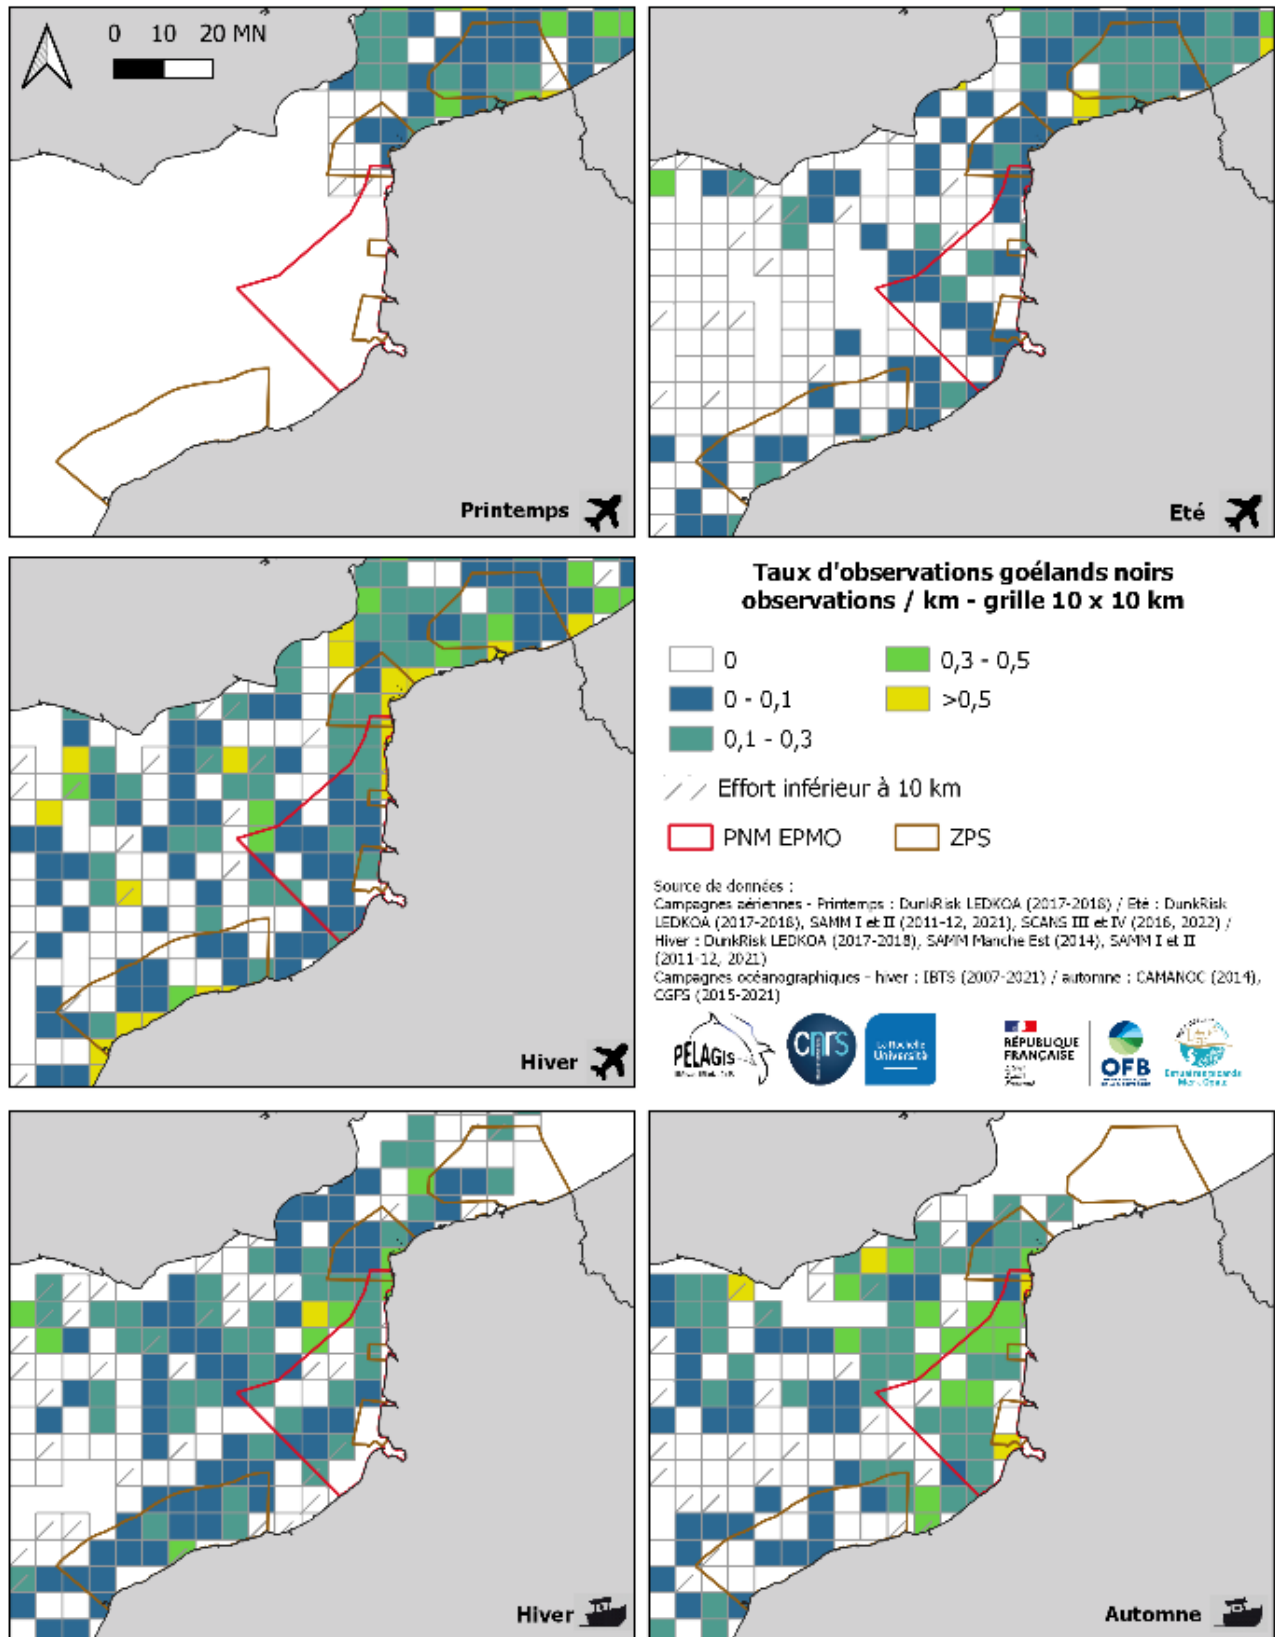 0 10 20 MN
Printemps
Eté
Taux d'observations goélands noirs
observations / km - grille 10 x 10 km
0
0,3 - 0,5
0 - 0,1
>0,5
0,1 - 0,3
Effort inférieur à 10 km
PNM EPMO
ZPS
Source de données :
Campagnes aériennes - Printemps : DunkRisk LEDKOA (2017-2018) / Eté : DunkRisk
LEDKOA (2017-2018), SAMM I et II (2011-12, 2021), SCANS III et IV (2016, 2022) /
Hiver : DunkRisk LEDKOA (2017-2018), SAMM Manche Est (2014), SAMM I et II
(2011-12, 2021)
Campagnes océanographiques - hiver : IBTS (2007-2021) / automne : CAMANOC (2014),
CGFS (2015-2021)
PELAGIS
cnrs
La Rochelle
Université
RÉPUBLIQUE
FRANÇAISE
OFB
Hiver
Hiver
Automne